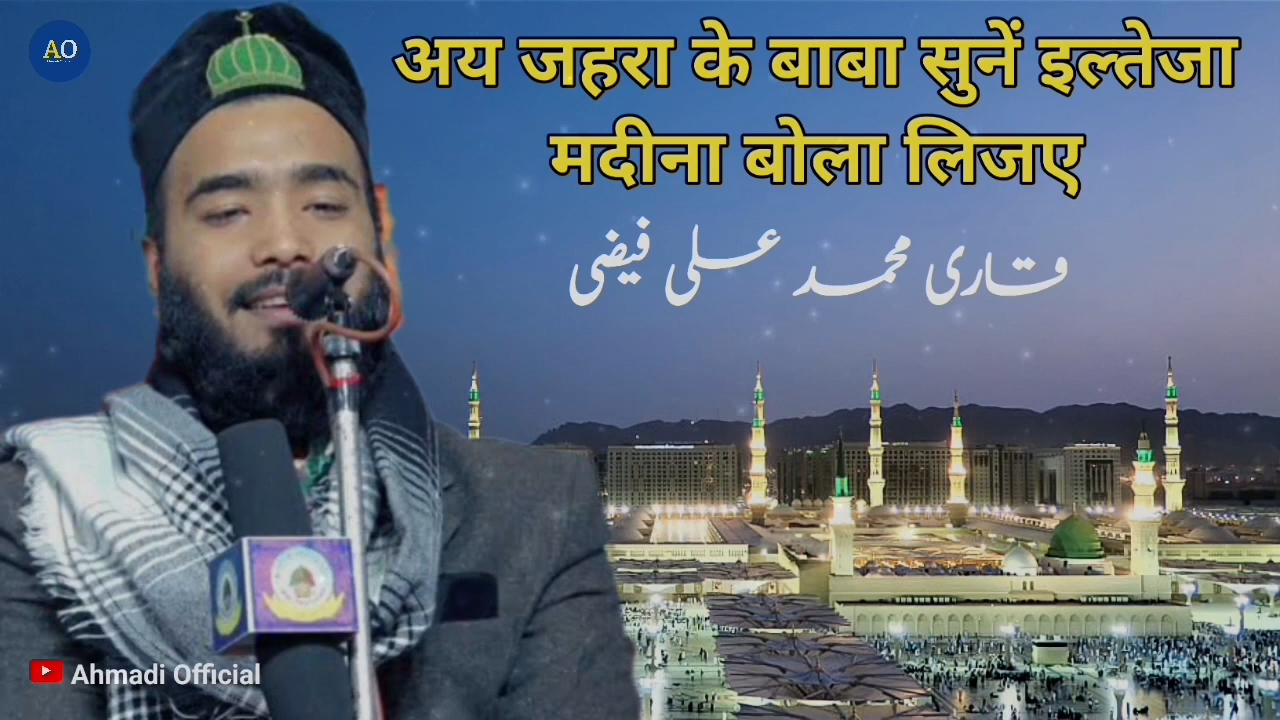 AO
अय जहरा के बाबा सुनें इल्तेजा
मदीना बोला लिजए
قاری محمد علی فیضی
Ahmadi Official